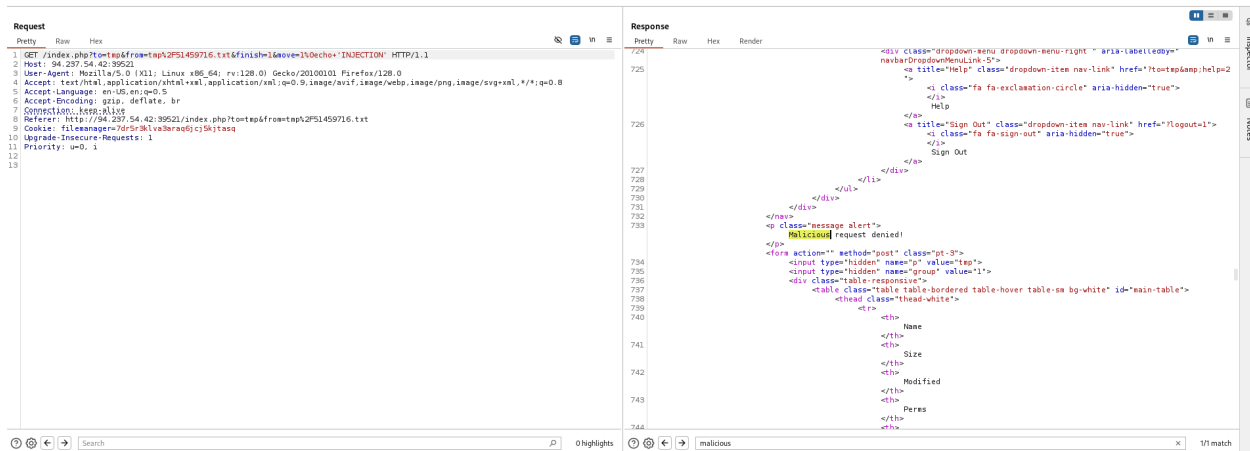 Request
Pretty Raw Hex
1 GET /index.php?to=tmp&from=tmp%2F51459716.txt&finish=1&move=1%0echo+'INJECTION' HTTP/1.1
2 Host: 94.237.54.42:39521
3 User-Agent: Mozilla/5.0 (X11; Linux x86_64; rv:128.0) Gecko/20100101 Firefox/128.0
4 Accept: text/html,application/xhtml+xml,application/xml;q=0.9,image/avif,image/webp,image/png,image/svg+xml,*/*;q=0.8
5 Accept-Language: en-US,en;q=0.5
6 Accept-Encoding: gzip, deflate, br
7 Connection: keep-alive
8 Referer: http://94.237.54.42:39521/index.php?to=tmp&from=tmp%2F51459716.txt
9 Cookie: filemanager=7dr5r3klva3araq6jcj5kjtasq
10 Upgrade-Insecure-Requests: 1
11 Priority: u=0, i
12
13
Search
0 highlights
Response
Pretty Raw Hex Render
724 <div class="dropdown-menu dropdown-menu-right " aria-labelledby="
navbarDropdownMenuLink-5">
725 <a title="Help" class="dropdown-item nav-link" href="?to=tmp&amp;help=2
">
<i class="fa fa-exclamation-circle" aria-hidden="true">
</i>
Help
</a>
726 <a title="Sign Out" class="dropdown-item nav-link" href="?logout=1">
<i class="fa fa-sign-out" aria-hidden="true">
</i>
Sign Out
</a>
727 </div>
728 </li>
729 </ul>
730 </div>
731 </div>
732 </nav>
733 <p class="message alert">
Malicious request denied!
</p>
<form action="" method="post" class="pt-3">
734 <input type="hidden" name="p" value="tmp">
735 <input type="hidden" name="group" value="1">
736 <div class="table-responsive">
737 <table class="table table-bordered table-hover table-sm bg-white" id="main-table">
738 <thead class="thead-white">
739 <tr>
740 <th>
Name
</th>
741 <th>
Size
</th>
742 <th>
Modified
</th>
743 <th>
Perms
</th>
744 <th>
malicious
1/1 match
Inspector
Notes